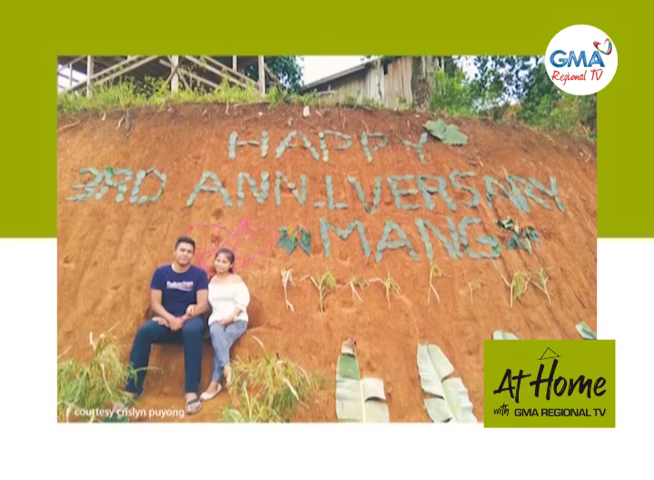 GMA
Regional TV
HAPPY
3RD ANNIVERSARY
MANG
At Home
with GMA REGIONAL TV
courtesy crislyn puyong